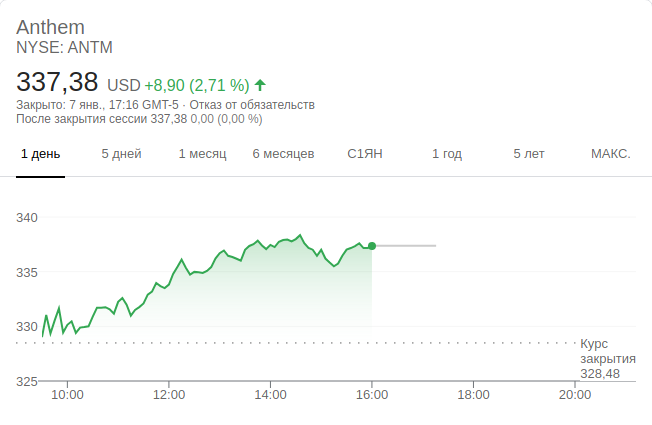 Anthem
NYSE: ANTM
337,38 USD +8,90 (2,71 %)
Закрыто: 7 янв., 17:16 GMT-5 · Отказ от обязательств
После закрытия сессии 337,38 0,00 (0,00 %)
1 день 5 дней 1 месяц 6 месяцев С1ЯН 1 год 5 лет МАКС.
340
335
330
Курс
закрытия
328,48
325
10:00 12:00 14:00 16:00 18:00 20:00